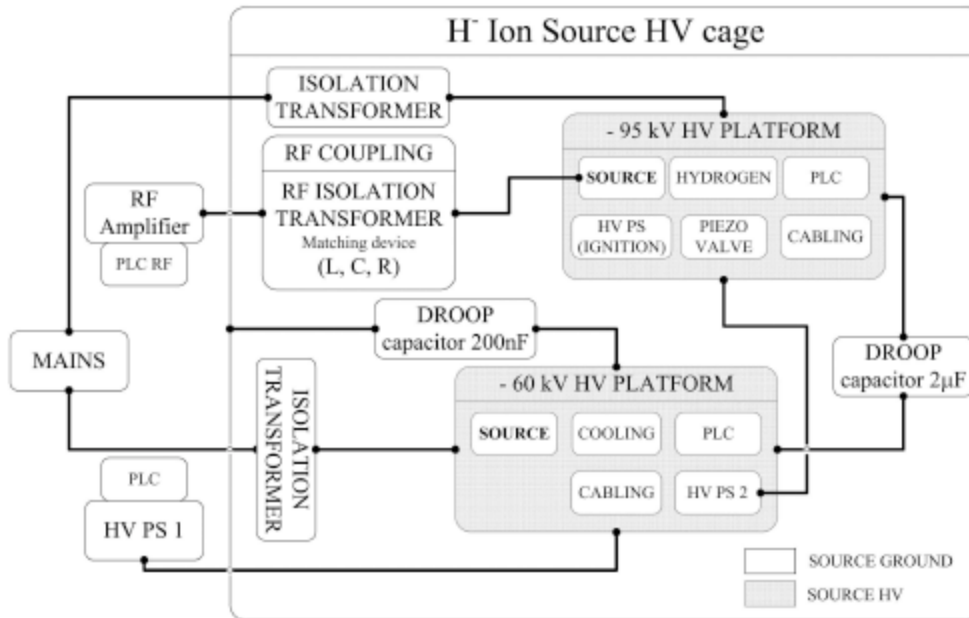 H⁻ Ion Source HV cage
ISOLATION
TRANSFORMER
- 95 kV HV PLATFORM
RF COUPLING
RF ISOLATION
TRANSFORMER
Matching device
(L, C, R)
SOURCE
HYDROGEN
PLC
HV PS
(IGNITION)
PIEZO
VALVE
CABLING
RF
Amplifier
PLC RF
DROOP
capacitor 200nF
MAINS
DROOP
capacitor 2μF
ISOLATION
TRANSFORMER
- 60 kV HV PLATFORM
SOURCE
COOLING
PLC
CABLING
HV PS 2
PLC
HV PS 1
SOURCE GROUND
SOURCE HV